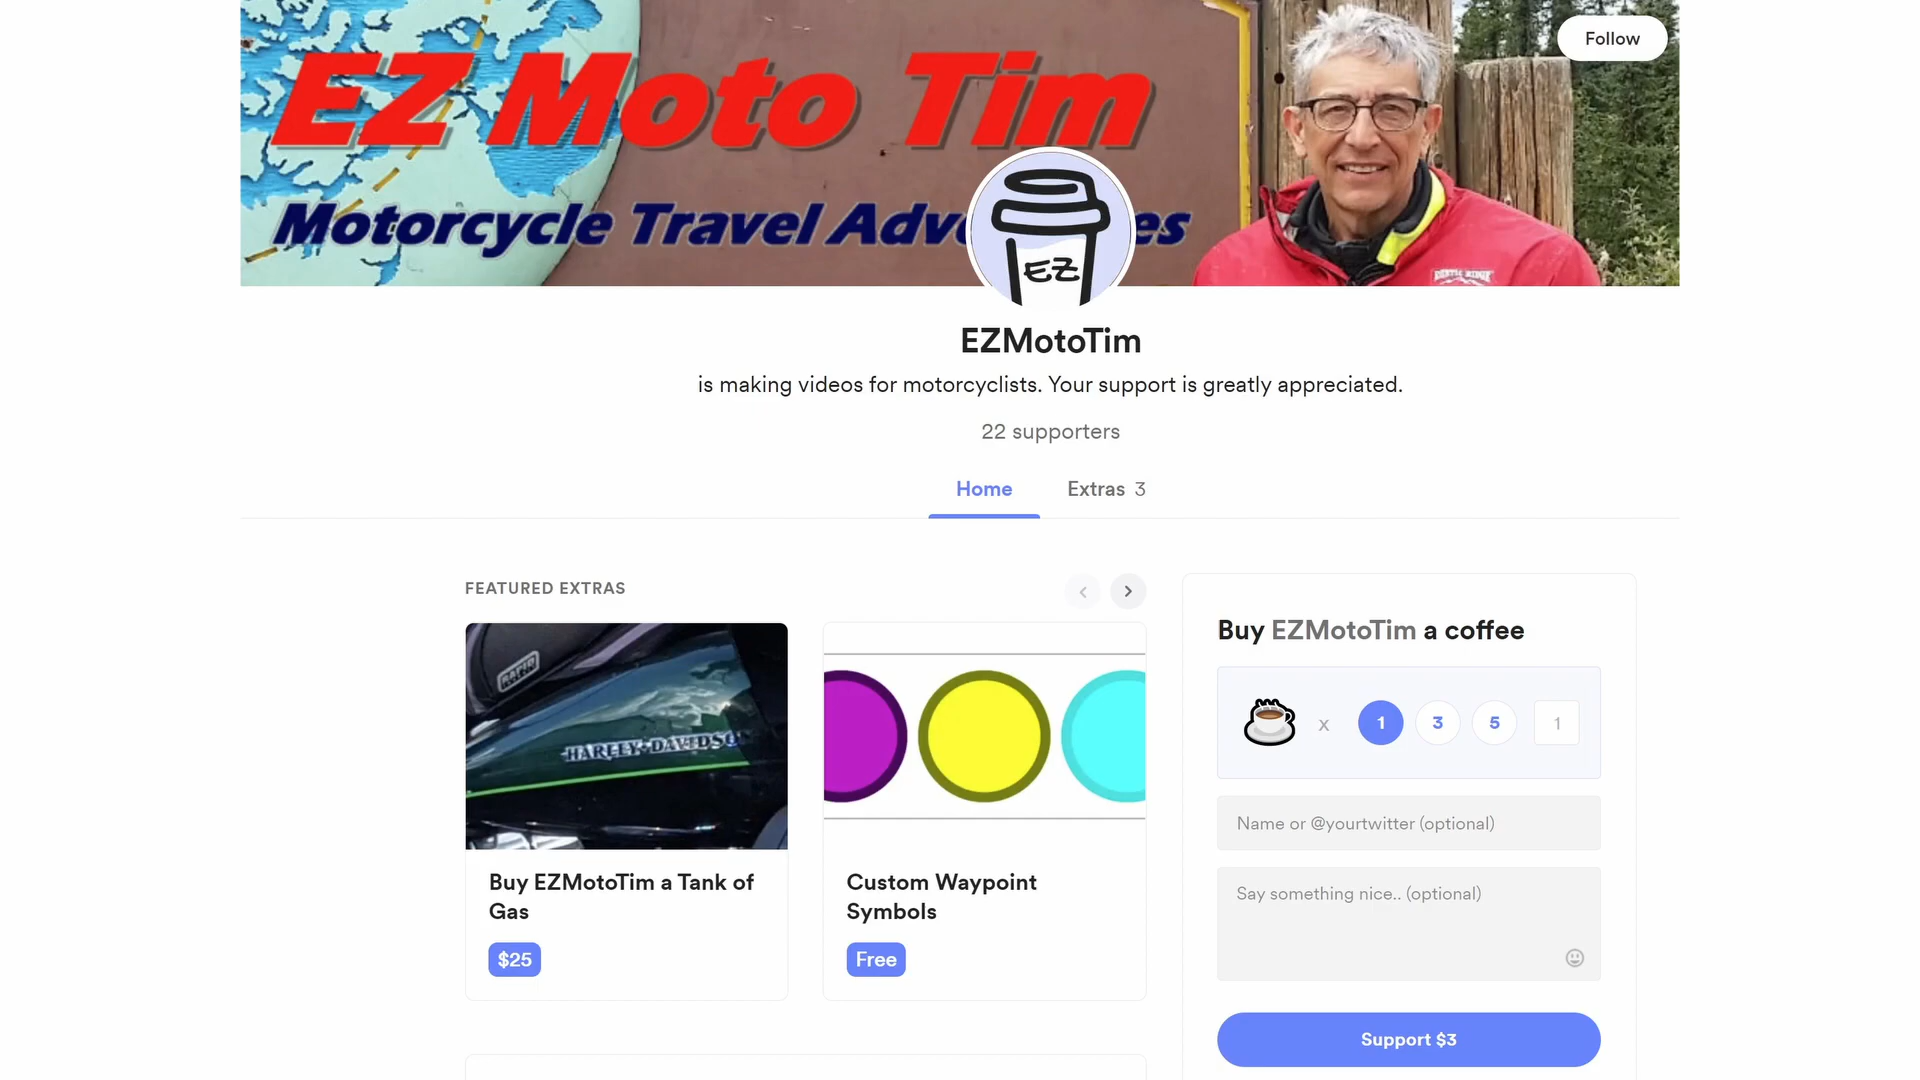 EZ Moto Tim
Follow
Motorcycle Travel Adv es
EZ
EZMotoTim
is making videos for motorcyclists. Your support is greatly appreciated.
22 supporters
Home
Extras 3
FEATURED EXTRAS
HARLEY-DAVIDSO
Buy EZMotoTim a Tank of
Gas
$25
Custom Waypoint
Symbols
Free
Buy EZMotoTim a coffee
x 1 3 5 1
Name or @yourtwitter (optional)
Say something nice.. (optional)
Support $3